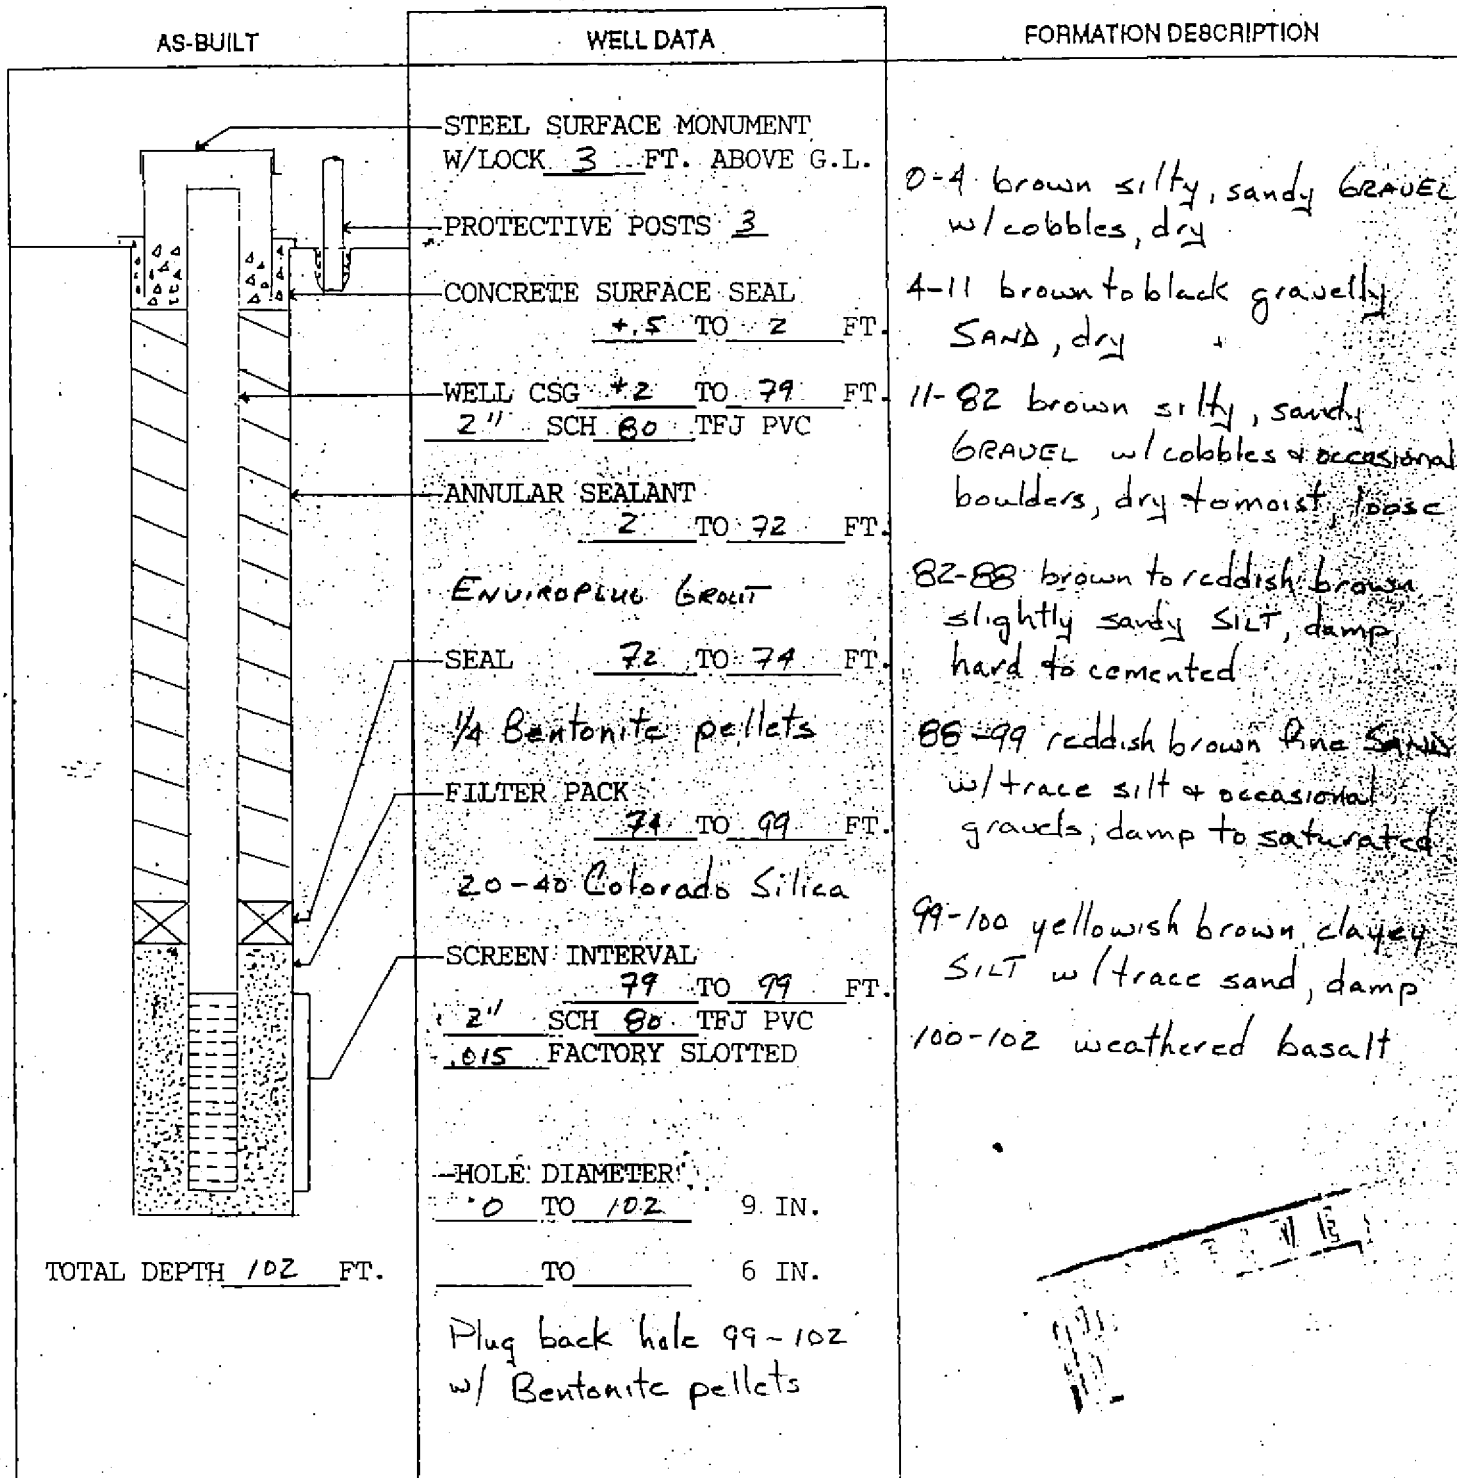 AS-BUILT
WELL DATA
FORMATION DESCRIPTION
STEEL SURFACE MONUMENT
W/LOCK 3 FT. ABOVE G.L.
PROTECTIVE POSTS 3
CONCRETE SURFACE SEAL
+.5 TO 2 FT.
WELL CSG +2 TO 79 FT.
2" SCH 80 TFJ PVC
ANNULAR SEALANT
2 TO 72 FT.
ENVIROPLUG GROUT
SEAL 72 TO 74 FT.
1/4 Bentonite pellets
FILTER PACK
74 TO 99 FT.
20-40 Colorado Silica
SCREEN INTERVAL
79 TO 99 FT.
2" SCH 80 TFJ PVC
.015 FACTORY SLOTTED
HOLE DIAMETER
0 TO 102 9 IN.
TO 6 IN.
Plug back hole 99-102
w/ Bentonite pellets
TOTAL DEPTH 102 FT.
0-4 brown silty, sandy GRAVEL
w/cobbles, dry
4-11 brown to black gravelly
SAND, dry
11-82 brown silty, sandy
GRAVEL w/cobbles & occasional
boulders, dry to moist, loose
82-88 brown to reddish brown
slightly sandy SILT, damp,
hard to cemented
88-99 reddish brown fine SAND
w/trace silt & occasional
gravels, damp to saturated
99-100 yellowish brown clayey
SILT w/trace sand, damp
100-102 weathered basalt